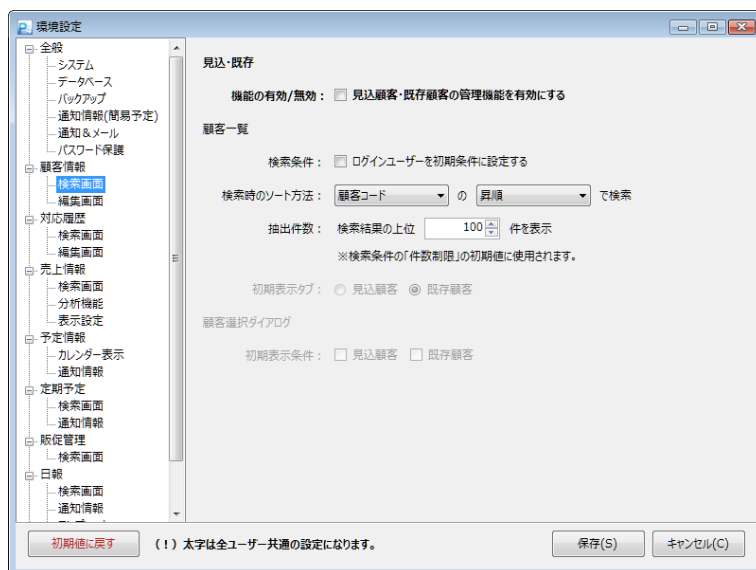 環境設定
全般
システム
データベース
バックアップ
通知情報(簡易予定)
通知＆メール
パスワード保護
顧客情報
検索画面
編集画面
対応履歴
検索画面
編集画面
売上情報
検索画面
分析機能
表示設定
予定情報
カレンダー表示
通知情報
定期予定
検索画面
通知情報
販促管理
検索画面
日報
検索画面
通知情報
見込・既存
機能の有効/無効： 見込顧客・既存顧客の管理機能を有効にする
顧客一覧
検索条件： ログインユーザーを初期条件に設定する
検索時のソート方法： 顧客コード の 昇順 で検索
抽出件数： 検索結果の上位 100 件を表示
※検索条件の「件数制限」の初期値に使用されます。
初期表示タブ： 見込顧客 既存顧客
顧客選択ダイアログ
初期表示条件： 見込顧客 既存顧客
初期値に戻す (！) 太字は全ユーザー共通の設定になります。 保存(S) キャンセル(C)